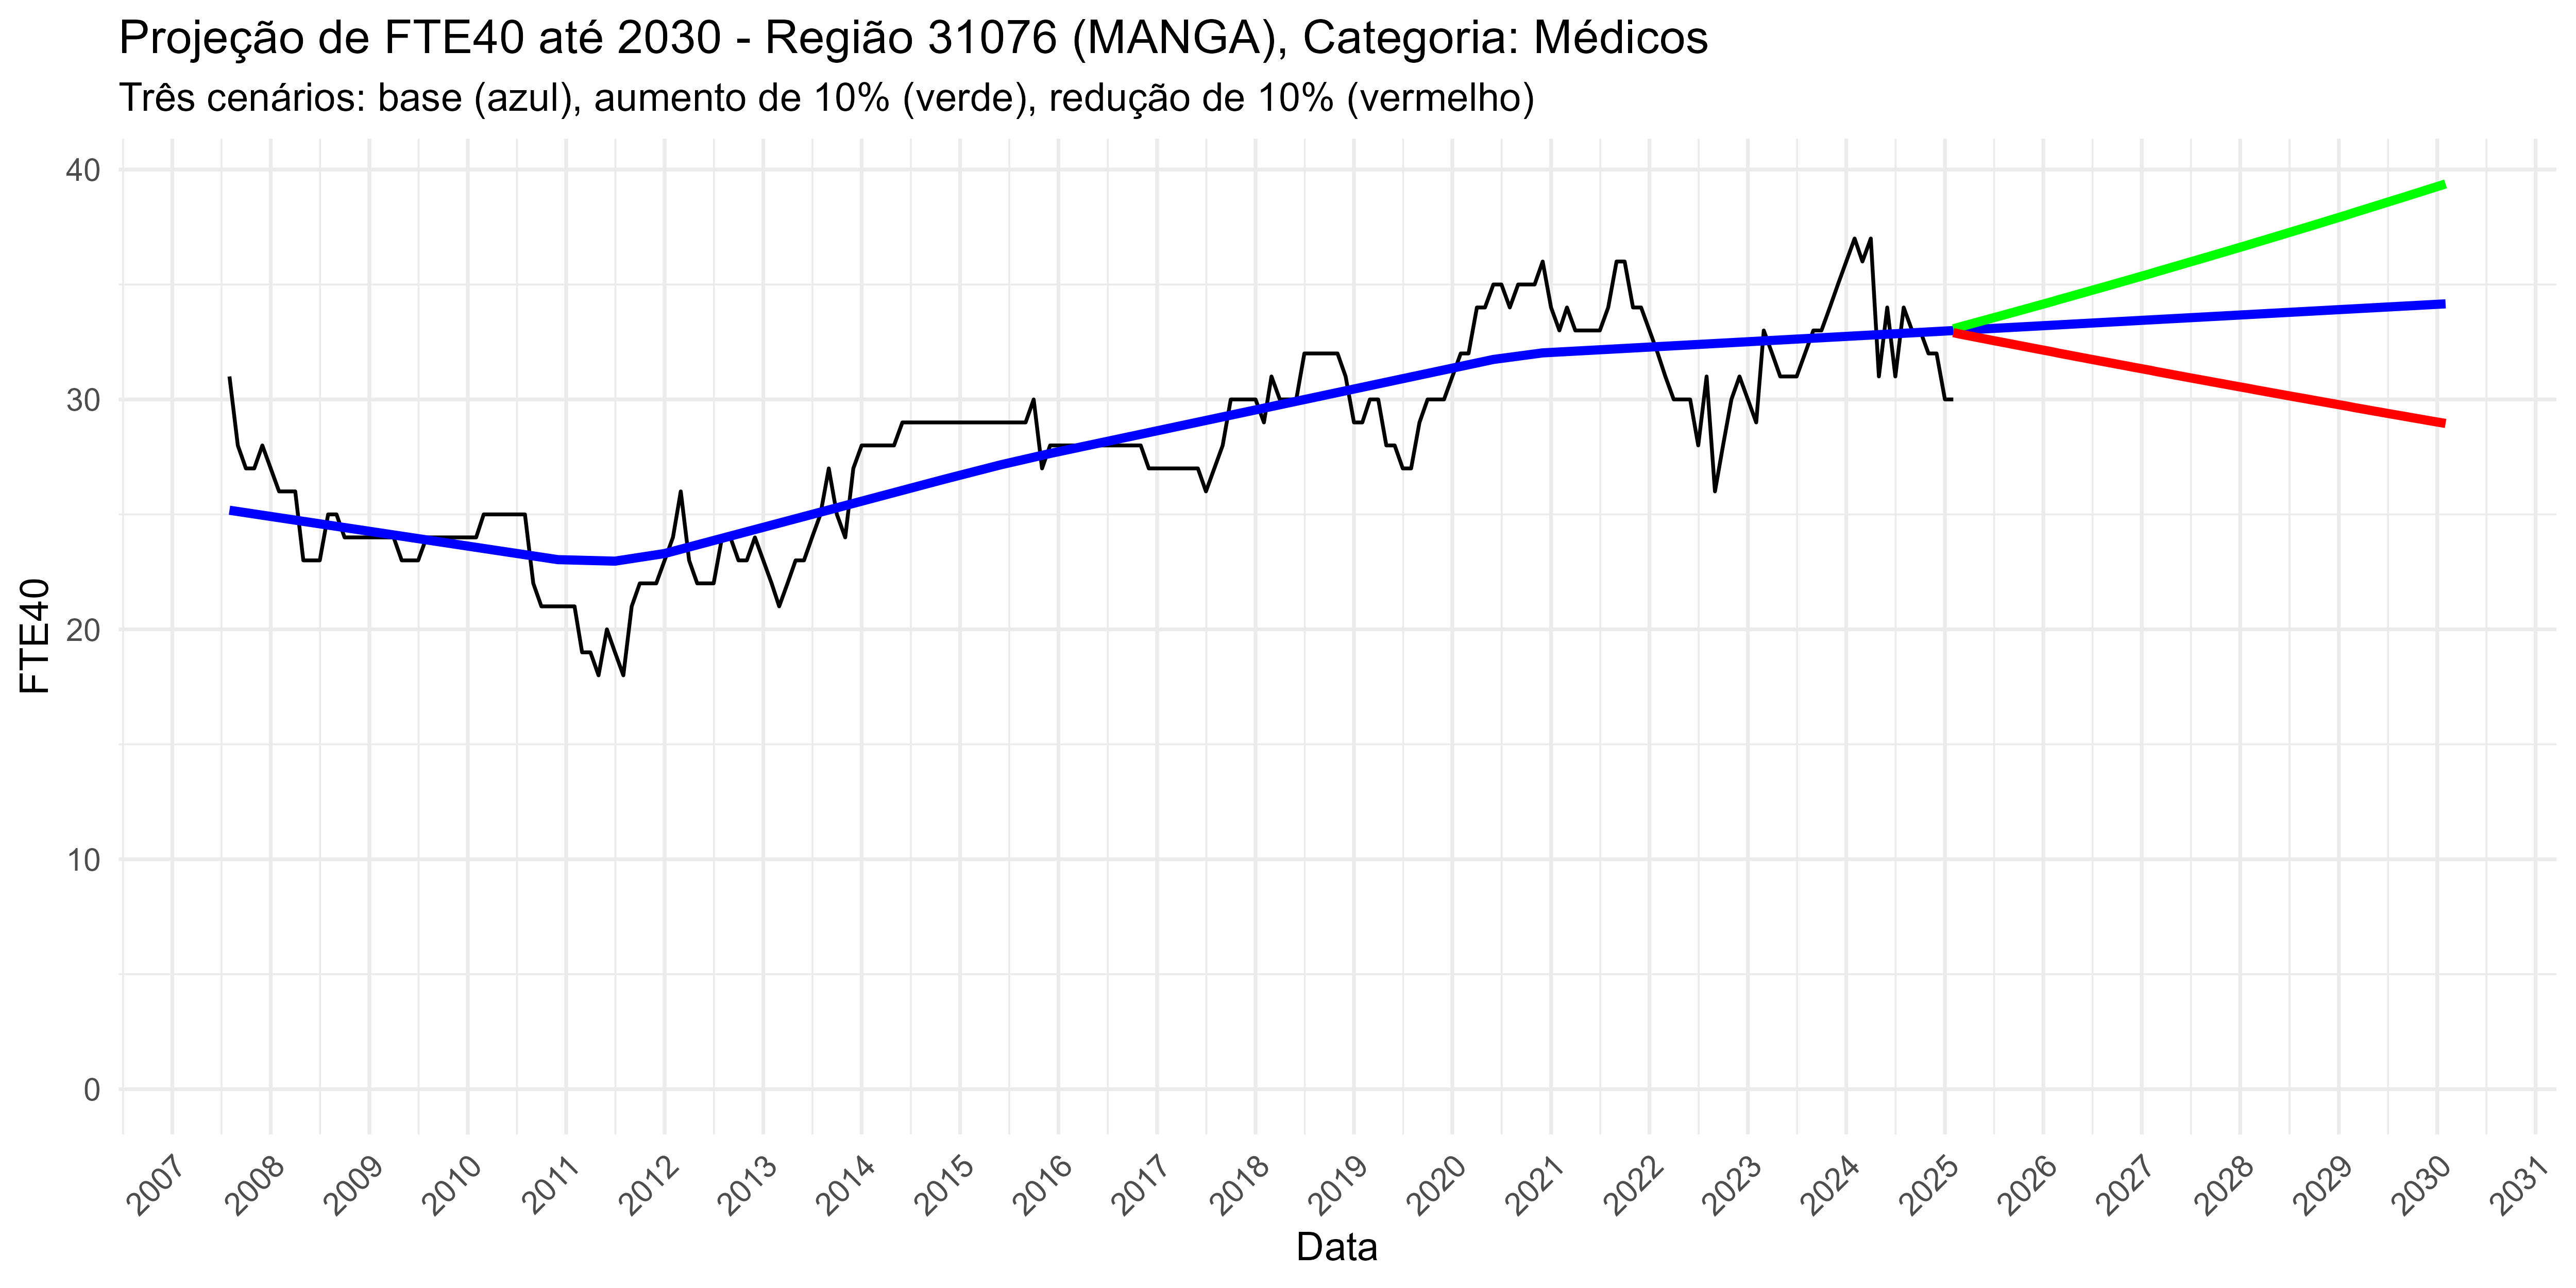 Projeção de FTE40 até 2030 - Região 31076 (MANGA), Categoria: Médicos
Três cenários: base (azul), aumento de 10% (verde), redução de 10% (vermelho)
FTE40
40
30
20
10
0
2007 2008 2009 2010 2011 2012 2013 2014 2015 2016 2017 2018 2019 2020 2021 2022 2023 2024 2025 2026 2027 2028 2029 2030 2031
Data